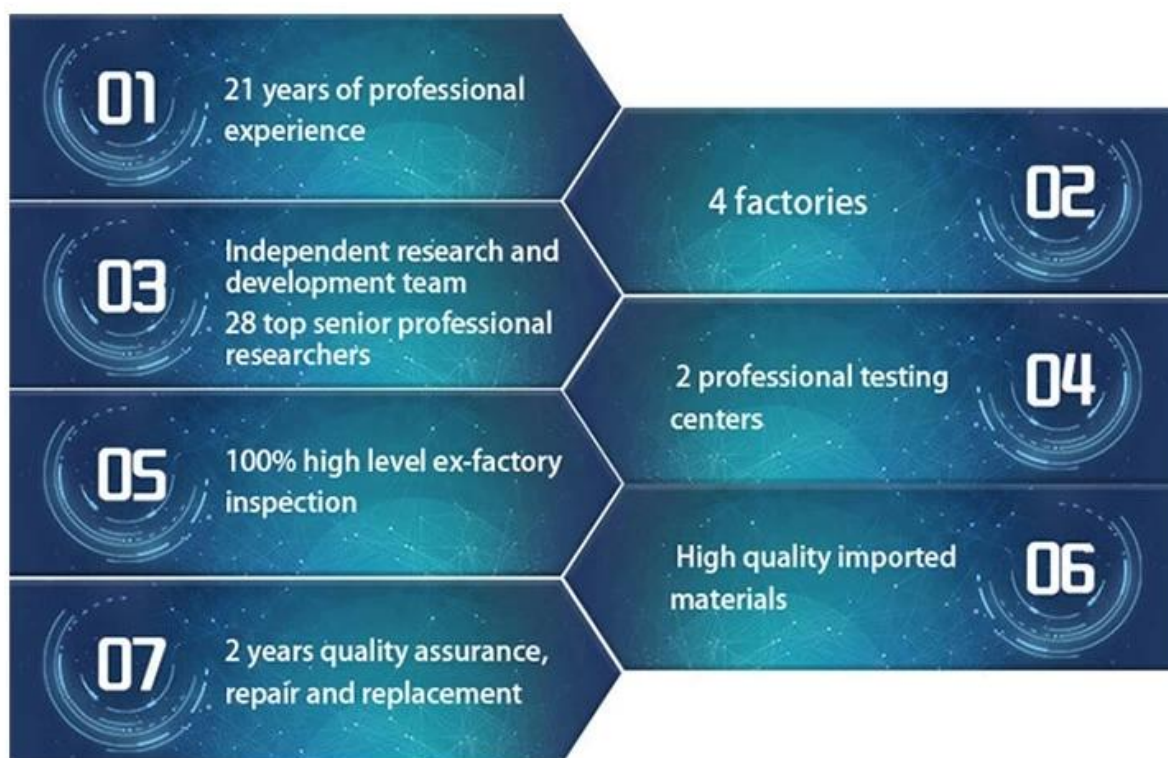 01
21 years of professional
experience
02
4 factories
03
Independent research and
development team
28 top senior professional
researchers
04
2 professional testing
centers
05
100% high level ex-factory
inspection
06
High quality imported
materials
07
2 years quality assurance,
repair and replacement